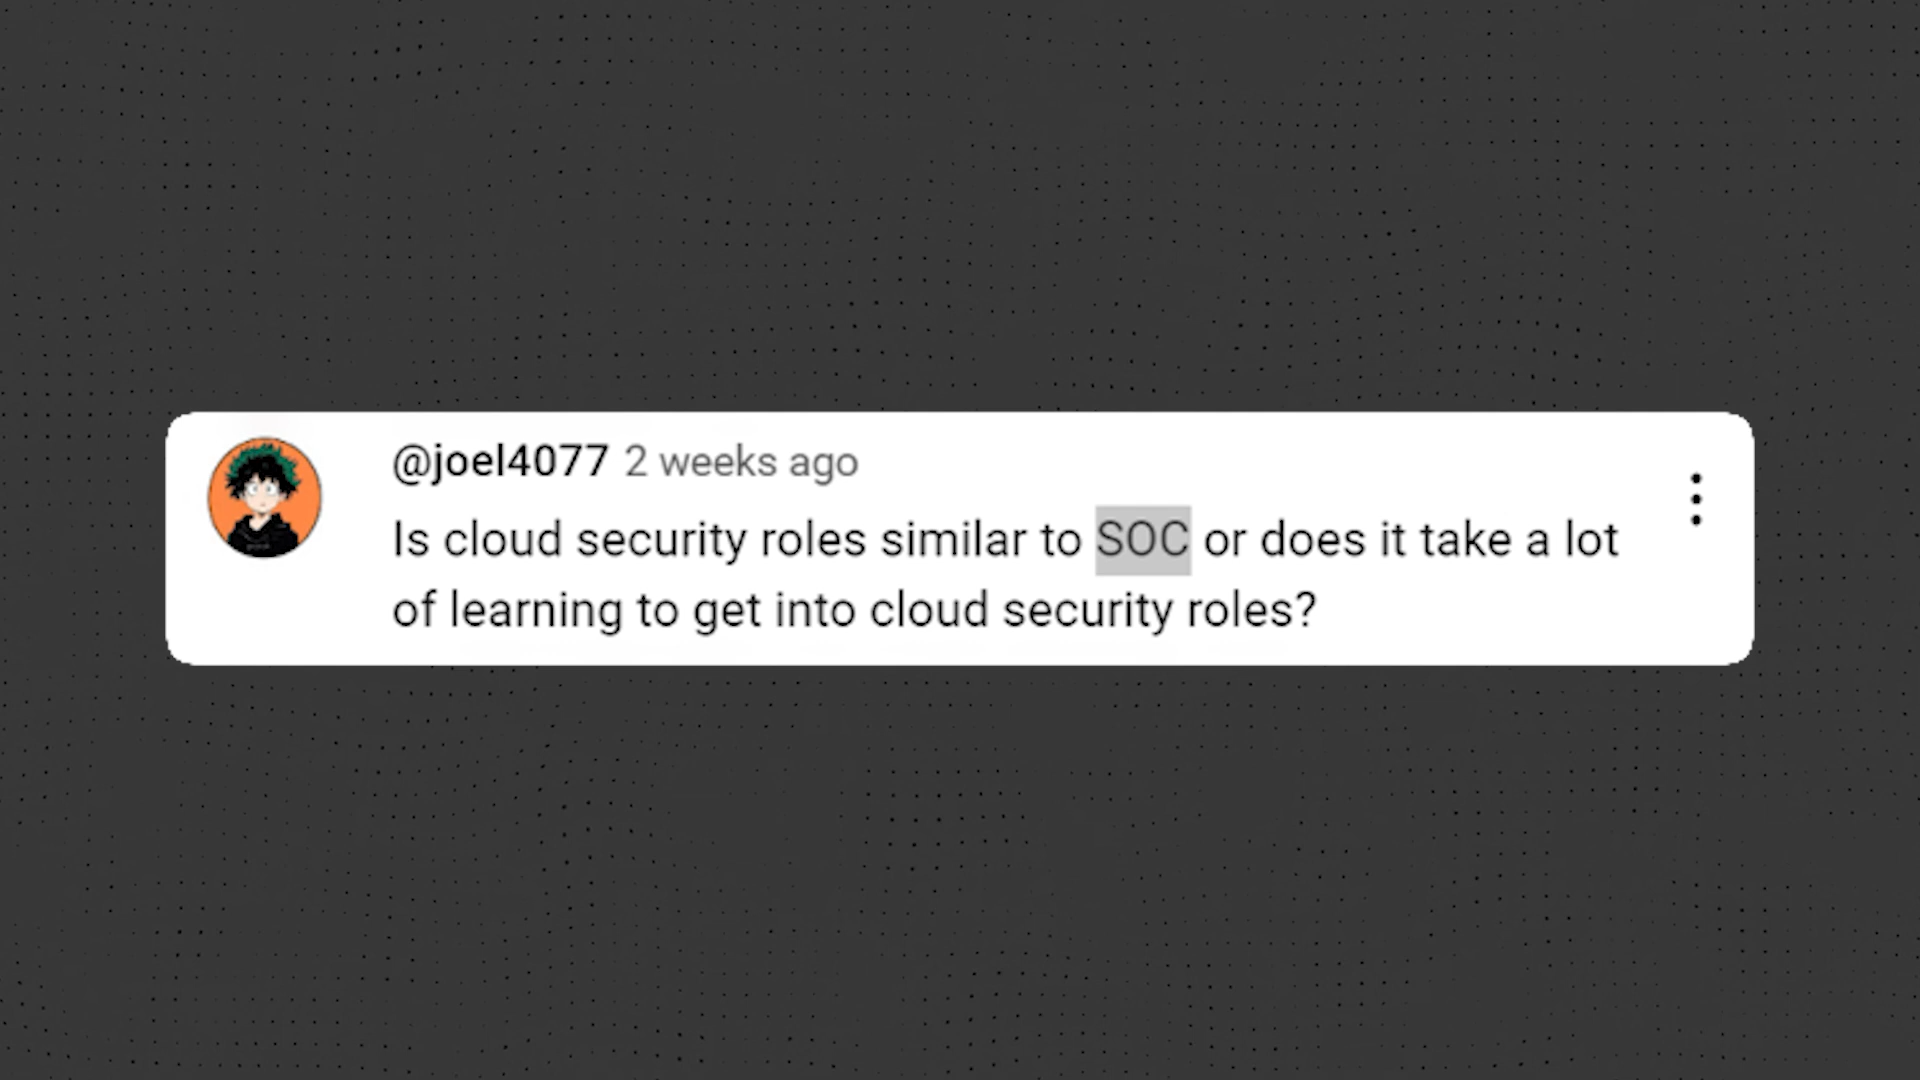 @joel4077 2 weeks ago
Is cloud security roles similar to SOC or does it take a lot
of learning to get into cloud security roles?